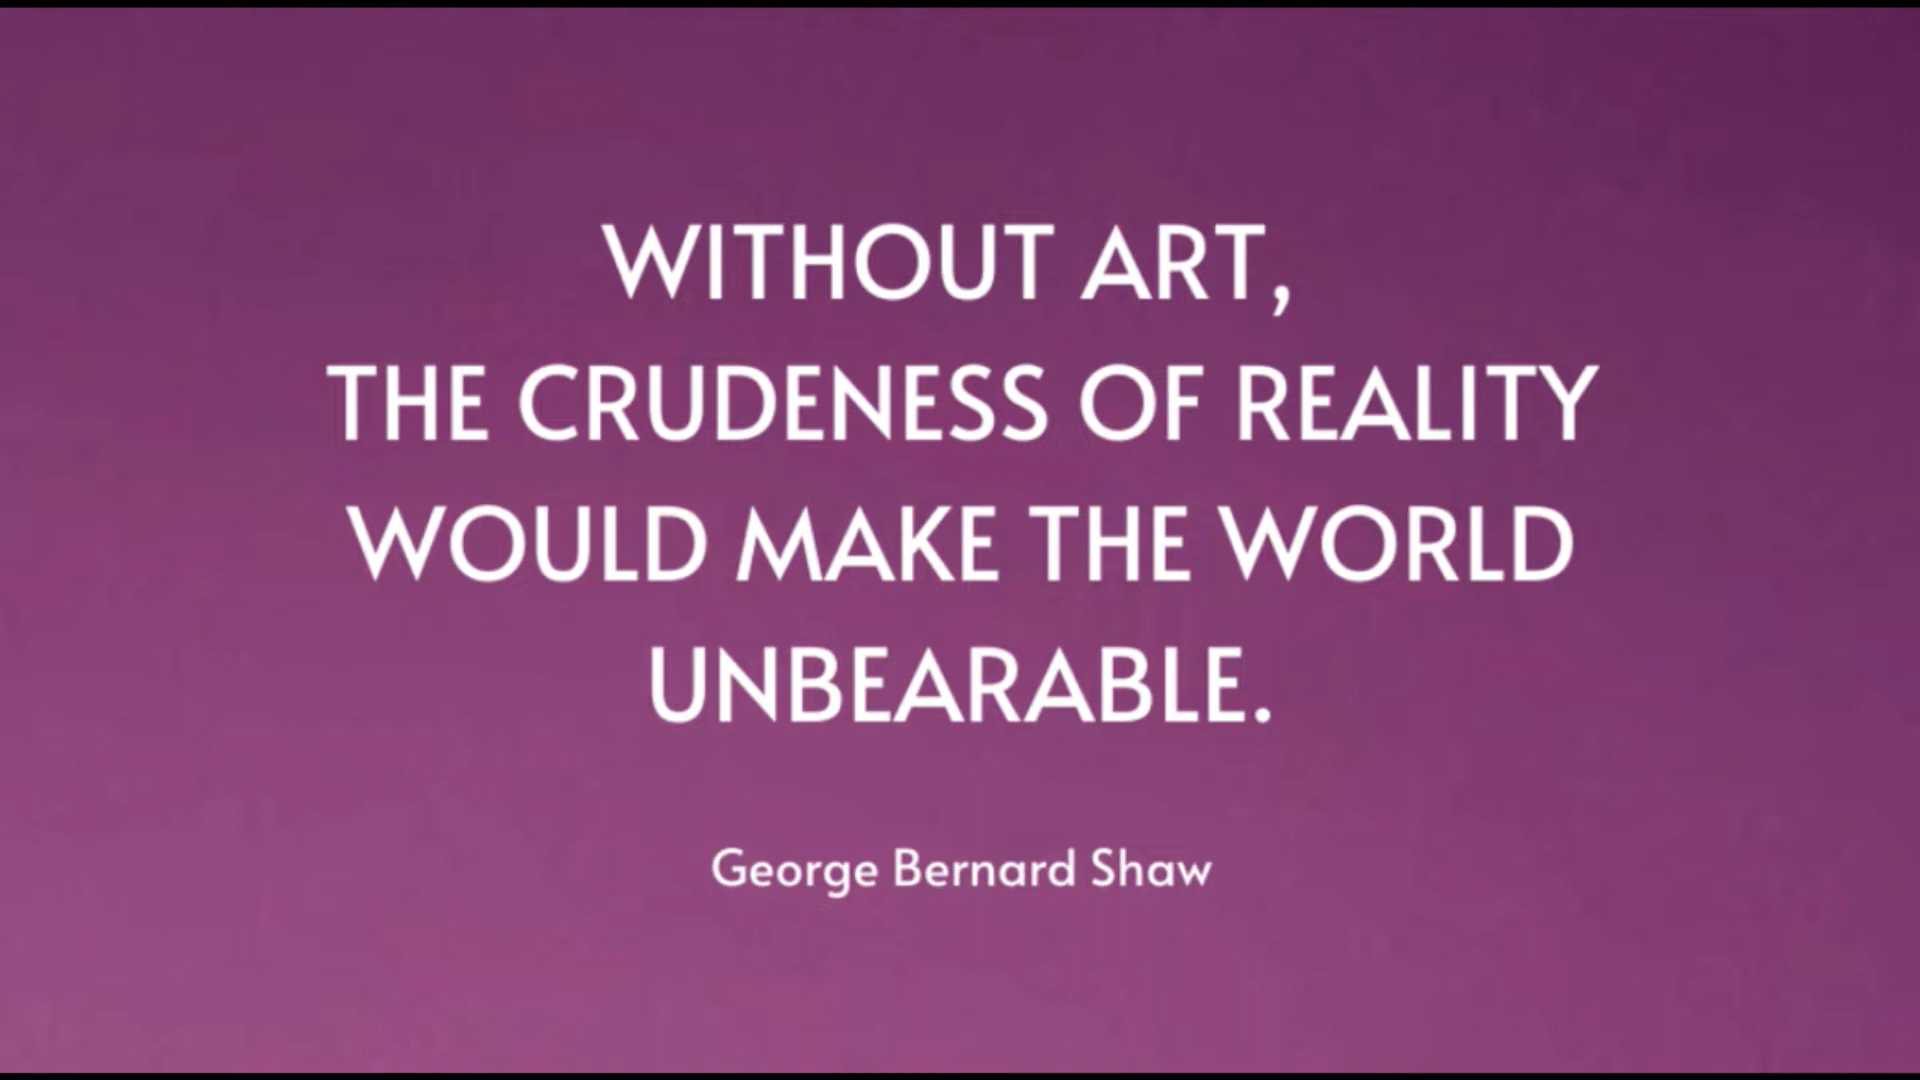 WITHOUT ART,
THE CRUDENESS OF REALITY
WOULD MAKE THE WORLD
UNBEARABLE.
George Bernard Shaw